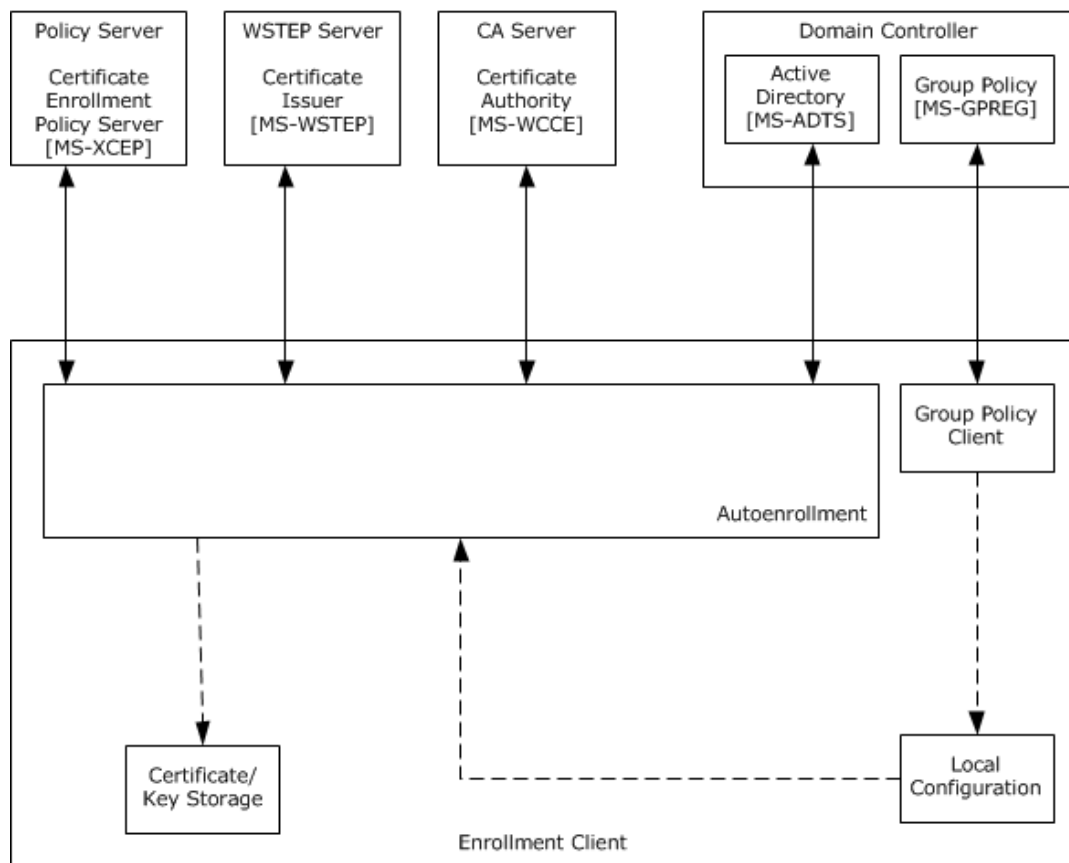 Policy Server
Certificate
Enrollment
Policy Server
[MS-XCEP]
WSTEP Server
Certificate
Issuer
[MS-WSTEP]
CA Server
Certificate
Authority
[MS-WCCE]
Domain Controller
Active
Directory
[MS-ADTS]
Group Policy
[MS-GPREG]
Autoenrollment
Group Policy
Client
Certificate/
Key Storage
Local
Configuration
Enrollment Client